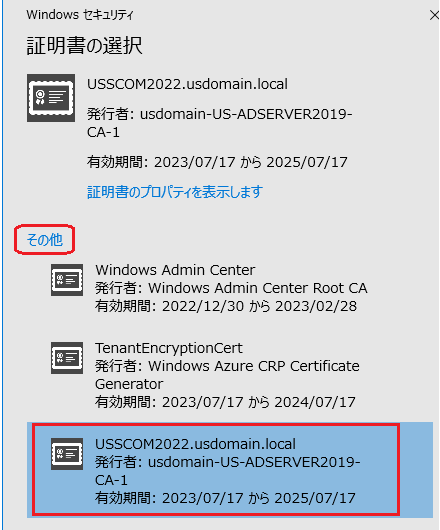 Windows セキュリティ
証明書の選択
USSCOM2022.usdomain.local
発行者: usdomain-US-ADSERVER2019-
CA-1
有効期間: 2023/07/17 から 2025/07/17
証明書のプロパティを表示します
その他
Windows Admin Center
発行者: Windows Admin Center Root CA
有効期間: 2022/12/30 から 2023/02/28
TenantEncryptionCert
発行者: Windows Azure CRP Certificate
Generator
有効期間: 2023/07/17 から 2024/07/17
USSCOM2022.usdomain.local
発行者: usdomain-US-ADSERVER2019-
CA-1
有効期間: 2023/07/17 から 2025/07/17